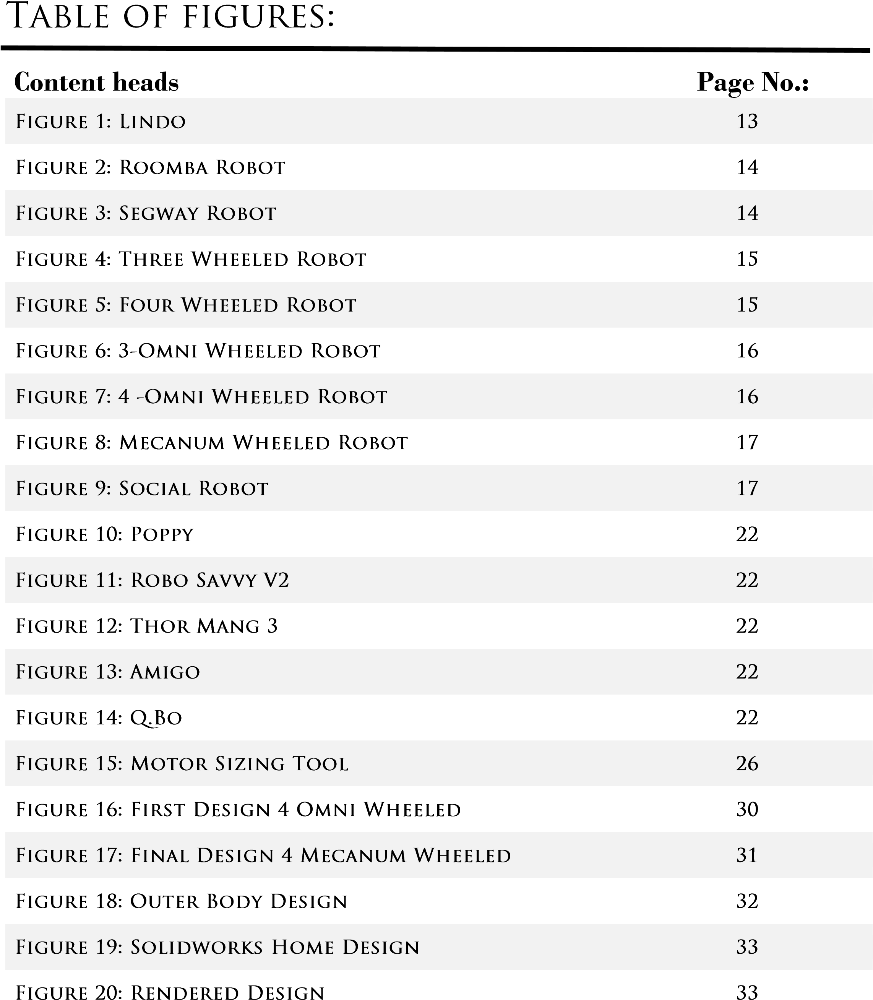 Table of figures:
Content heads Page No.:
Figure 1: Lindo 13
Figure 2: Roomba Robot 14
Figure 3: Segway Robot 14
Figure 4: Three Wheeled Robot 15
Figure 5: Four Wheeled Robot 15
Figure 6: 3-Omni Wheeled Robot 16
Figure 7: 4 -Omni Wheeled Robot 16
Figure 8: Mecanum Wheeled Robot 17
Figure 9: Social Robot 17
Figure 10: Poppy 22
Figure 11: Robo Savvy V2 22
Figure 12: Thor Mang 3 22
Figure 13: Amigo 22
Figure 14: Q.Bo 22
Figure 15: Motor Sizing Tool 26
Figure 16: First Design 4 Omni Wheeled 30
Figure 17: Final Design 4 Mecanum Wheeled 31
Figure 18: Outer Body Design 32
Figure 19: Solidworks Home Design 33
Figure 20: Rendered Design 33